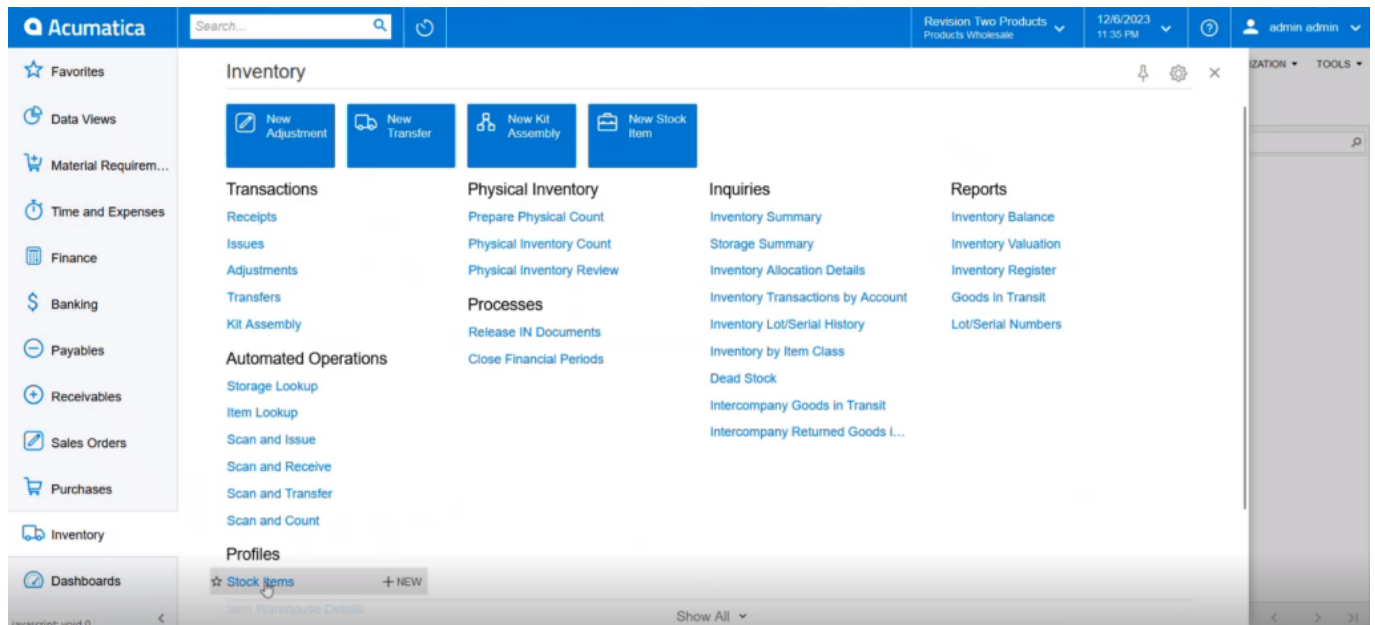 Acumatica
Search...
Revision Two Products
Products Wholesale
12/6/2023
11:35 PM
admin admin
Favorites
Data Views
Material Requirem...
Time and Expenses
Finance
Banking
Payables
Receivables
Sales Orders
Purchases
Inventory
Dashboards
javascript:void 0
Inventory
New
Adjustment
New
Transfer
New Kit
Assembly
New Stock
Item
Transactions
Receipts
Issues
Adjustments
Transfers
Kit Assembly
Automated Operations
Storage Lookup
Item Lookup
Scan and Issue
Scan and Receive
Scan and Transfer
Scan and Count
Profiles
Stock Items
+ NEW
Item Warehouse Details
Physical Inventory
Prepare Physical Count
Physical Inventory Count
Physical Inventory Review
Processes
Release IN Documents
Close Financial Periods
Inquiries
Inventory Summary
Storage Summary
Inventory Allocation Details
Inventory Transactions by Account
Inventory Lot/Serial History
Inventory by Item Class
Dead Stock
Intercompany Goods in Transit
Intercompany Returned Goods i...
Reports
Inventory Balance
Inventory Valuation
Inventory Register
Goods in Transit
Lot/Serial Numbers
Show All
IZATION
TOOLS